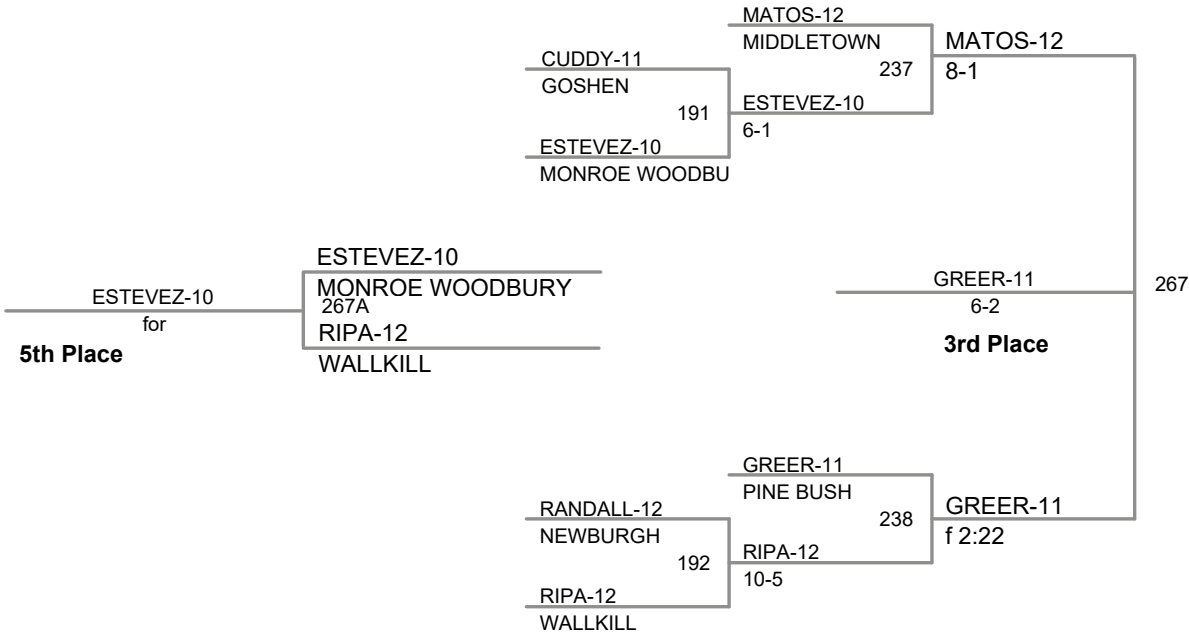 MATOS-12
MIDDLETOWN
MATOS-12
8-1
CUDDY-11
GOSHEN
237
191
ESTEVEZ-10
6-1
ESTEVEZ-10
MONROE WOODBU
ESTEVEZ-10
MONROE WOODBURY
267A
ESTEVEZ-10
for
5th Place
RIPA-12
WALLKILL
GREER-11
6-2
3rd Place
267
GREER-11
PINE BUSH
GREER-11
f 2:22
RANDALL-12
NEWBURGH
238
192
RIPA-12
10-5
RIPA-12
WALLKILL